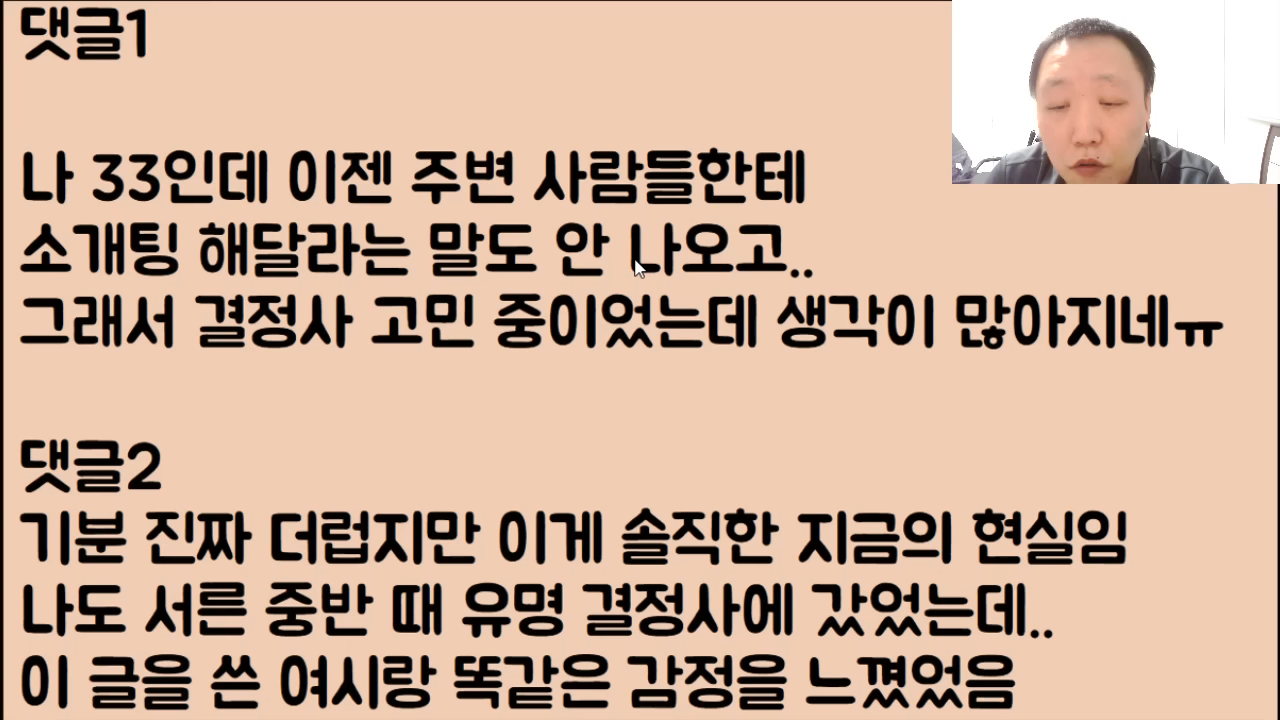 댓글1
나 33인데 이젠 주변 사람들한테
소개팅 해달라는 말도 안 나오고..
그래서 결정사 고민 중이었는데 생각이 많아지네ㅠ
댓글2
기분 진짜 더럽지만 이게 솔직한 지금의 현실임
나도 서른 중반 때 유명 결정사에 갔었는데..
이 글을 쓴 여시랑 똑같은 감정을 느꼈었음